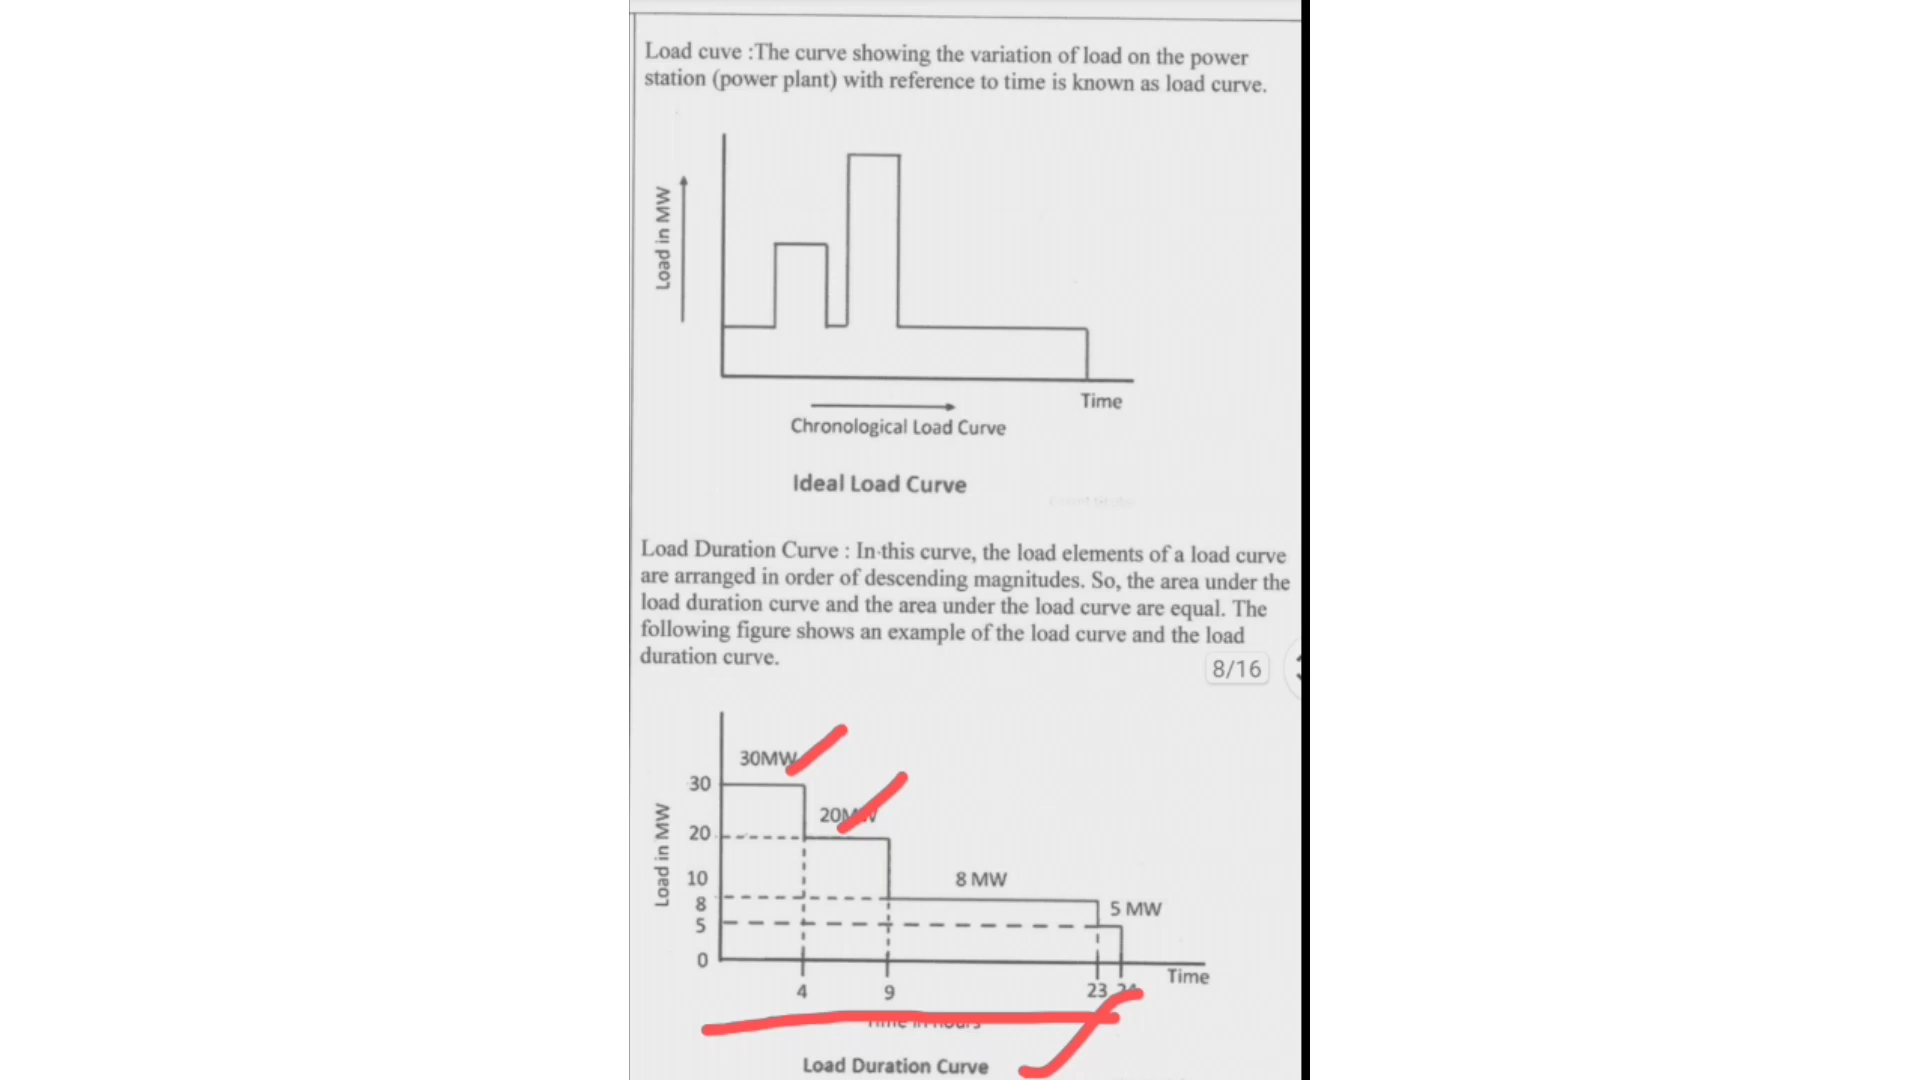 Load cuve :The curve showing the variation of load on the power
station (power plant) with reference to time is known as load curve.
Load in MW
Time
Chronological Load Curve
Ideal Load Curve
Load Duration Curve : In this curve, the load elements of a load curve
are arranged in order of descending magnitudes. So, the area under the
load duration curve and the area under the load curve are equal. The
following figure shows an example of the load curve and the load
duration curve.
8/16
30MW
30
20MW
20
Load in MW
10
8 MW
8
5 MW
5
0
Time
4
9
23
24
Time in hours
Load Duration Curve